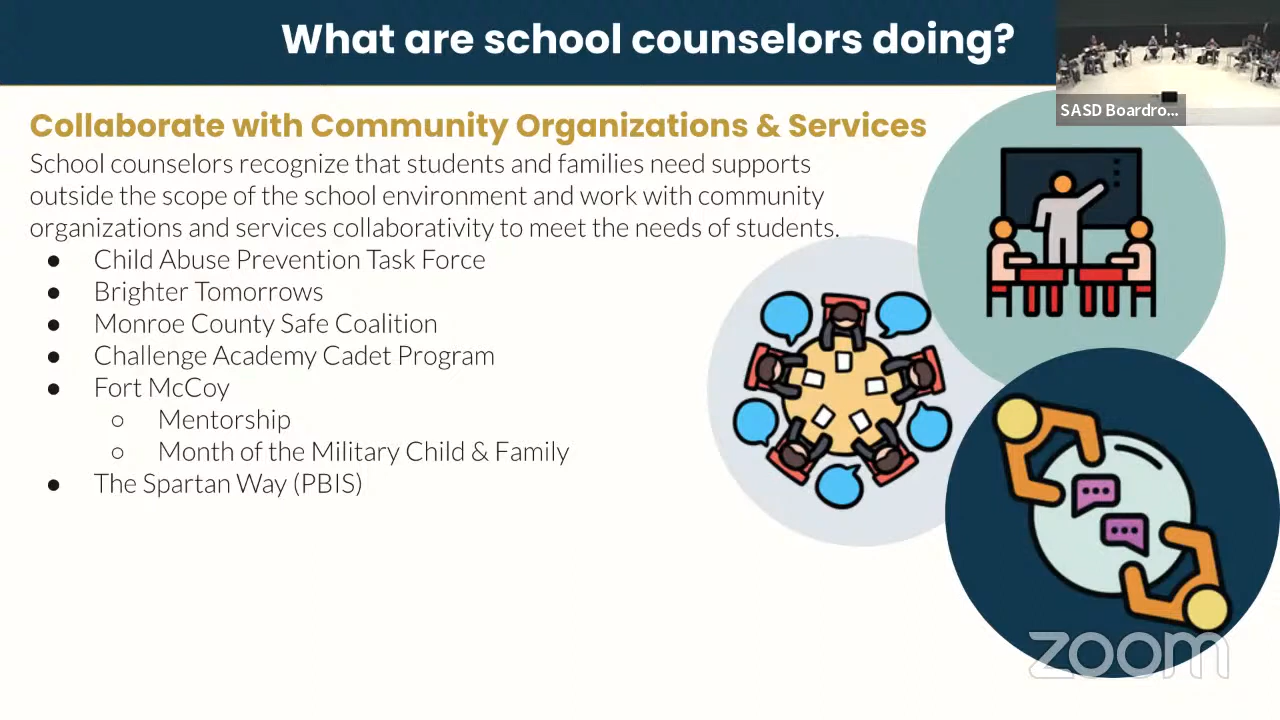 What are school counselors doing?
SASD Boardro...
Collaborate with Community Organizations & Services
School counselors recognize that students and families need supports
outside the scope of the school environment and work with community
organizations and services collaborativity to meet the needs of students.
● Child Abuse Prevention Task Force
● Brighter Tomorrows
● Monroe County Safe Coalition
● Challenge Academy Cadet Program
● Fort McCoy
○ Mentorship
○ Month of the Military Child & Family
● The Spartan Way (PBIS)
zoom